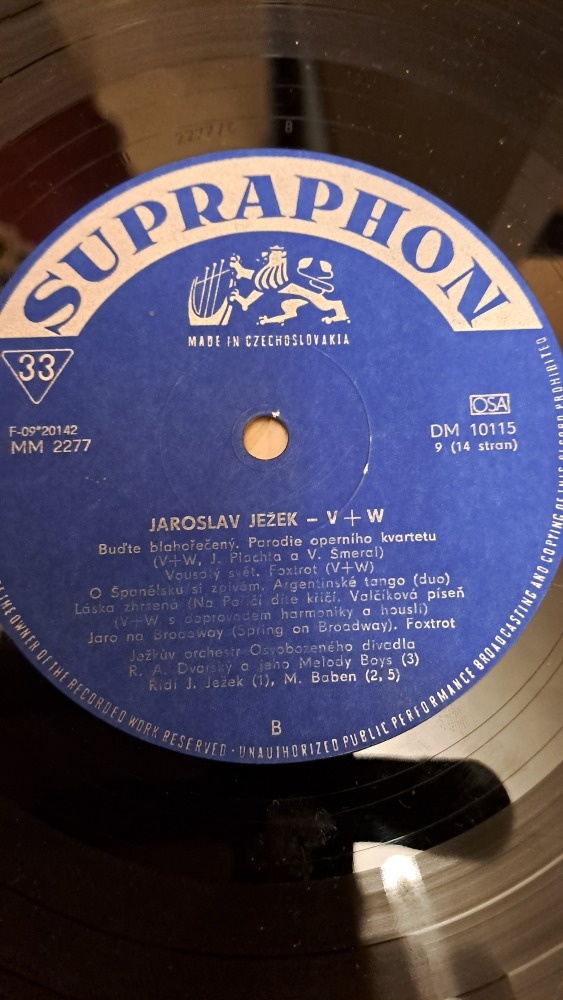 B
SUPRAPHON
MADE IN CZECHOSLOVAKIA
33
F-09*20142
MM 2277
OSA
DM 10115
9 (14 stran)
JAROSLAV JEŽEK – V + W
Buďte blahořečený. Parodie operního kvartetu
(V+W, J. Plachta a V. Šmeral)
Vousatý svět. Foxtrot (V+W)
O Španělsku si zpívám. Argentinské tango (duo)
Láska zhrzená (Na Poříčí dítě křičí. Valčíková píseň
(V+W s doprovodem harmoniky a houslí)
Jaro na Broadway (Spring on Broadway). Foxtrot
Ježkův orchestr Osvobozeného divadla
R. A. Dvorský a jeho Melody Boys (3)
Řídí J. Ježek (1), M. Baben (2, 5)
B
THE OWNER OF THE RECORDED WORK RESERVED · UNAUTHORIZED PUBLIC PERFORMANCE BROADCASTING AND COPYING OF THIS RECORD PROHIBITED